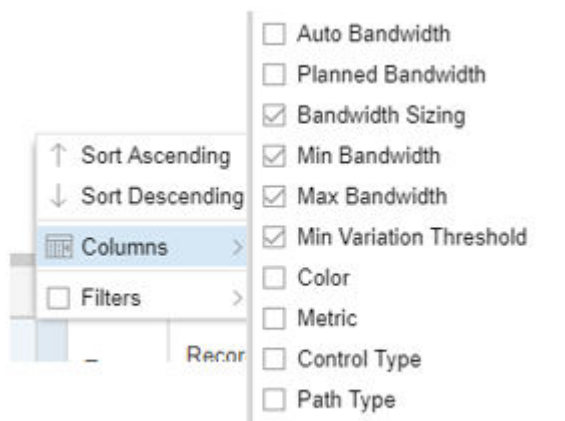 Sort Ascending
Sort Descending
Columns
Filters
Recor
Auto Bandwidth
Planned Bandwidth
Bandwidth Sizing
Min Bandwidth
Max Bandwidth
Min Variation Threshold
Color
Metric
Control Type
Path Type